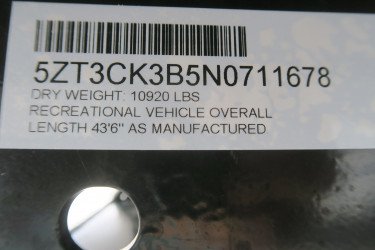 5ZT3CK3B5N0711678
DRY WEIGHT: 10920 LBS
RECREATIONAL VEHICLE OVERALL
LENGTH 43'6" AS MANUFACTURED